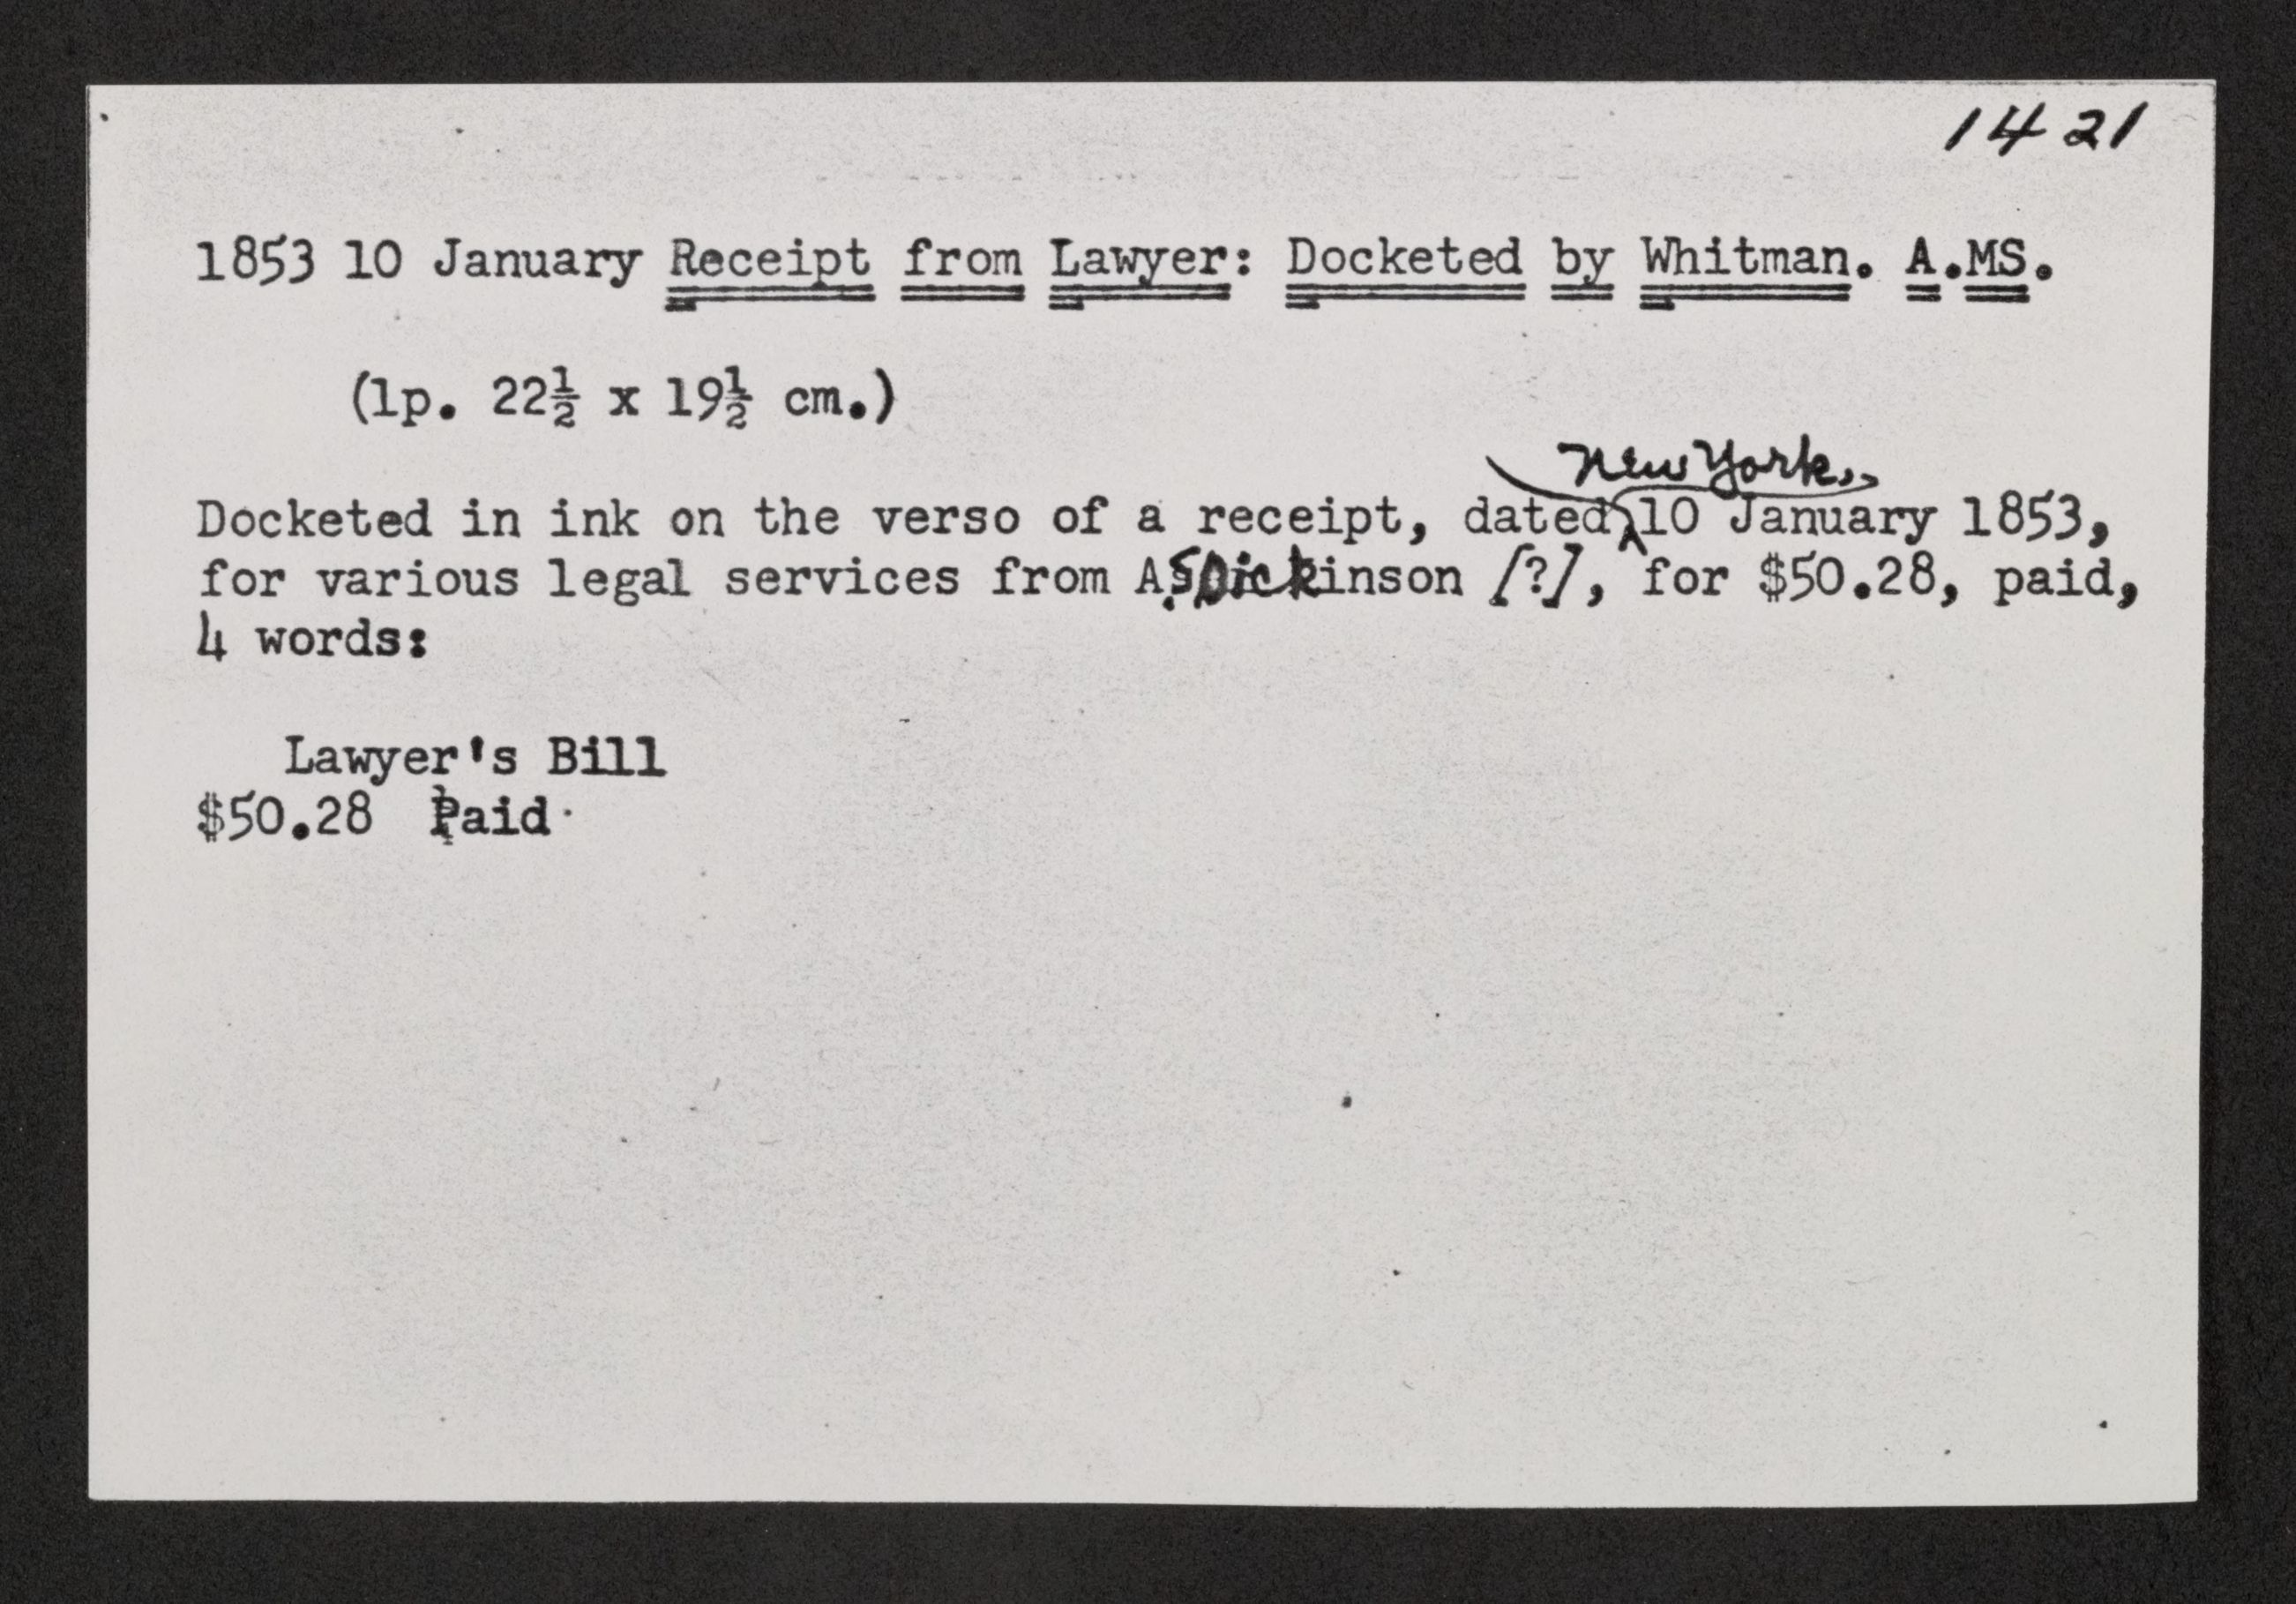 1421
1853 10 January Receipt from Lawyer: Docketed by Whitman. A.MS.
(1p. 22½ x 19½ cm.)
New York,
Docketed in ink on the verso of a receipt, dated 10 January 1853,
for various legal services from A.S.Dickinson [?], for $50.28, paid,
4 words:
Lawyer's Bill
$50.28 Paid